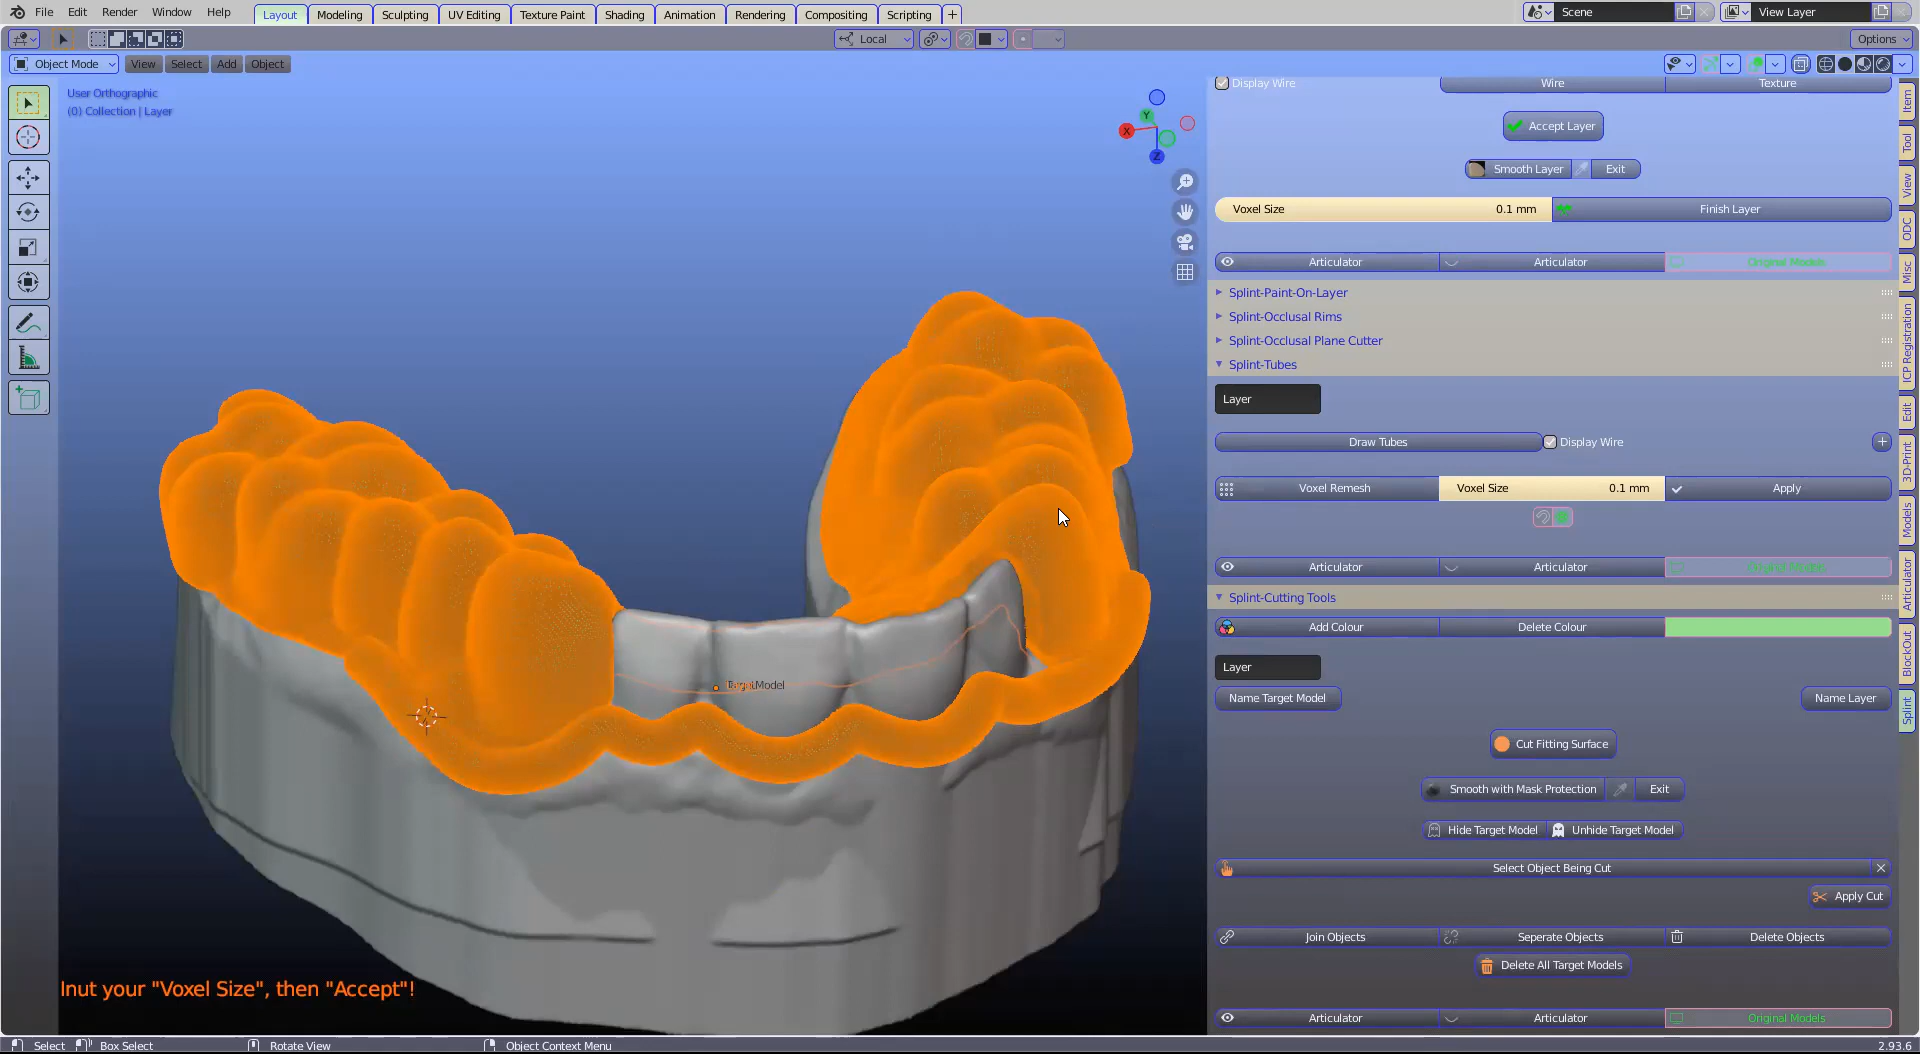 File Edit Render Window Help Layout Modeling Sculpting UV Editing Texture Paint Shading Animation Rendering Compositing Scripting + Scene View Layer
Local Options
Object Mode View Select Add Object
User Orthographic
(0) Collection | Layer
X Y Z
Display Wire Wire Texture
Accept Layer
Smooth Layer Exit
Voxel Size 0.1 mm Finish Layer
Articulator Articulator Original Models
Splint-Paint-On-Layer
Splint-Occlusal Rims
Splint-Occlusal Plane Cutter
Splint-Tubes
Layer
Draw Tubes Display Wire +
Voxel Remesh Voxel Size 0.1 mm Apply
Articulator Articulator Original Models
Splint-Cutting Tools
Add Colour Delete Colour
Layer
Name Target Model Name Layer
Cut Fitting Surface
Smooth with Mask Protection Exit
Hide Target Model Unhide Target Model
Select Object Being Cut
Apply Cut
Join Objects Seperate Objects Delete Objects
Delete All Target Models
Articulator Articulator Original Models
Item
Tool
View
ODC
Misc
ICP Registration
Edit
3D-Print
Models
Articulator
BlockOut
Splint
Inut your "Voxel Size", then "Accept"!
Select Box Select Rotate View Object Context Menu 2.93.6